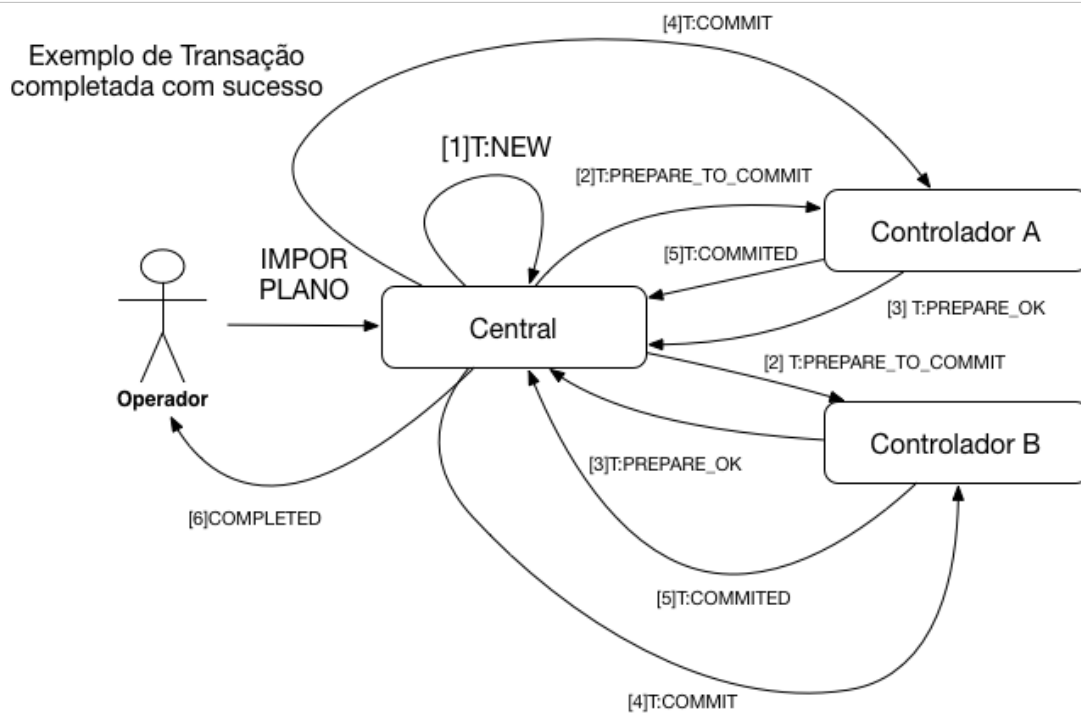 [4]T:COMMIT
Exemplo de Transação
completada com sucesso
[1]T:NEW
[2]T:PREPARE_TO_COMMIT
Controlador A
[5]T:COMMITED
IMPOR
PLANO
[3] T:PREPARE_OK
Central
[2] T:PREPARE_TO_COMMIT
Operador
Controlador B
[3]T:PREPARE_OK
[6]COMPLETED
[5]T:COMMITED
[4]T:COMMIT